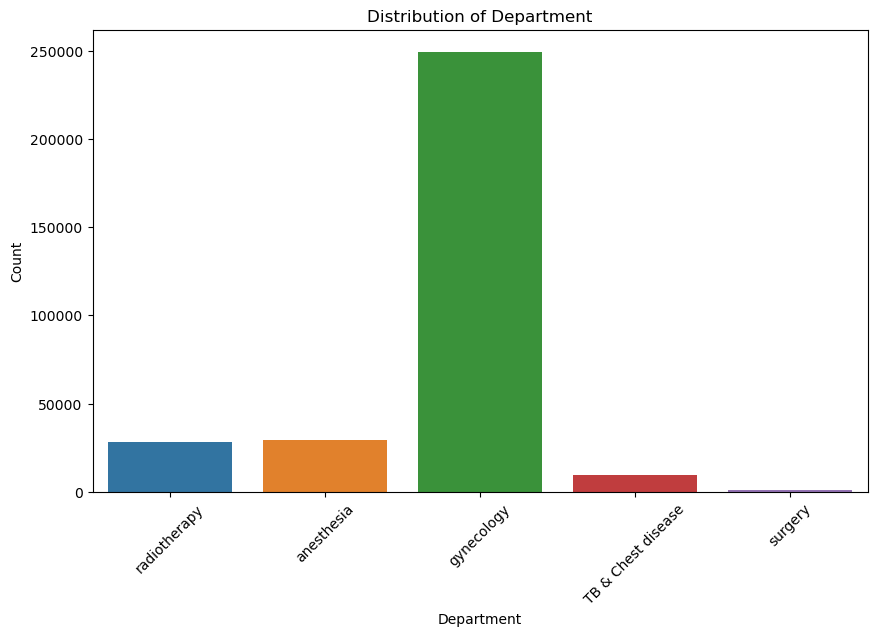 Distribution of Department
Count
250000
200000
150000
100000
50000
0
radiotherapy
anesthesia
gynecology
TB & Chest disease
surgery
Department